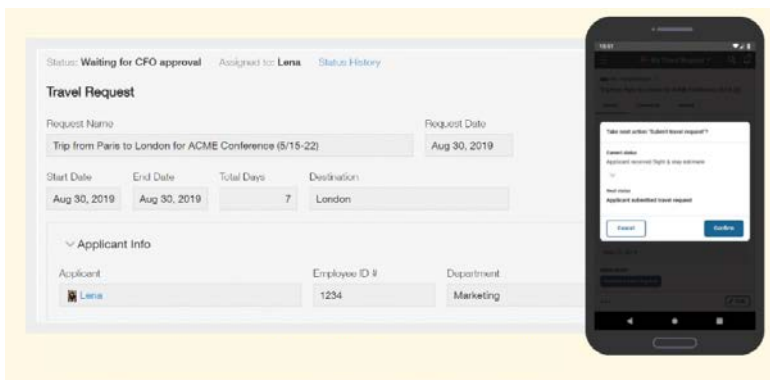 Status: Waiting for CFO approval Assigned to: Lena Status History
Travel Request
Request Name Request Date
Trip from Paris to London for ACME Conference (5/15-22) Aug 30, 2019
Start Date End Date Total Days Destination
Aug 30, 2019 Aug 30, 2019 7 London
Applicant Info
Applicant Employee ID # Department
Lena 1234 Marketing
Take next action "Submit travel request"?
Current status
Applicant received flight & stay estimate
Next status
Applicant submitted travel request
Cancel Confirm